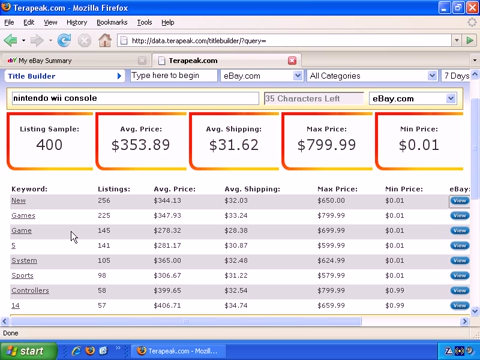 Terapeak.com - Mozilla Firefox
File Edit View History Bookmarks Tools Help
http://data.terapeak.com/titlebuilder/?query=
My eBay Summary Terapeak.com
Title Builder Type here to begin eBay.com All Categories 7 Days
nintendo wii console 35 Characters Left eBay.com
Listing Sample: Avg. Price: Avg. Shipping: Max Price: Min Price:
400 $353.89 $31.62 $799.99 $0.01
Keyword: Listings: Avg. Price: Avg. Shipping: Max Price: Min Price: eBay:
New 256 $344.13 $32.03 $650.00 $0.01 View
Games 225 $347.93 $33.24 $799.99 $0.01 View
Game 145 $278.32 $28.38 $699.99 $0.01 View
5 141 $281.17 $30.87 $599.99 $0.01 View
System 105 $365.00 $32.48 $624.99 $0.01 View
Sports 98 $306.67 $31.22 $579.99 $0.01 View
Controllers 58 $399.65 $32.54 $799.99 $0.99 View
14 57 $406.71 $34.74 $659.99 $0.99 View
Done
start Terapeak.com - Mozill...